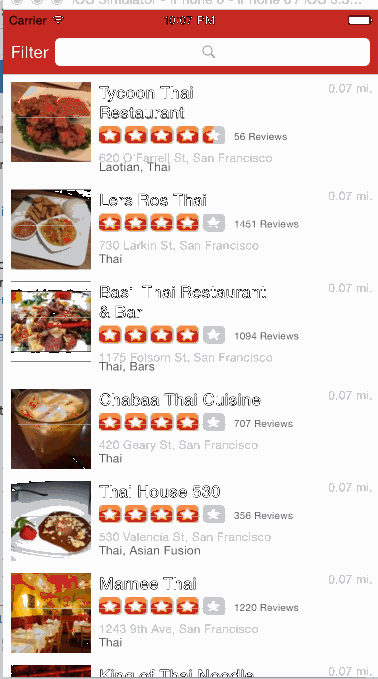 Carrier 10:07 PM
Filter
Tycoon Thai
Restaurant
0.07 mi.
56 Reviews
620 O'Farrell St, San Francisco
Laotian, Thai
Lers Ros Thai
0.07 mi.
1451 Reviews
730 Larkin St, San Francisco
Thai
Basil Thai Restaurant
& Bar
0.07 mi.
1094 Reviews
1175 Folsom St, San Francisco
Thai, Bars
Chabaa Thai Cuisine
0.07 mi.
707 Reviews
420 Geary St, San Francisco
Thai
Thai House 530
0.07 mi.
356 Reviews
530 Valencia St, San Francisco
Thai, Asian Fusion
Marnee Thai
0.07 mi.
1220 Reviews
1243 9th Ave, San Francisco
Thai
King of Thai Noodle
0.07 mi.